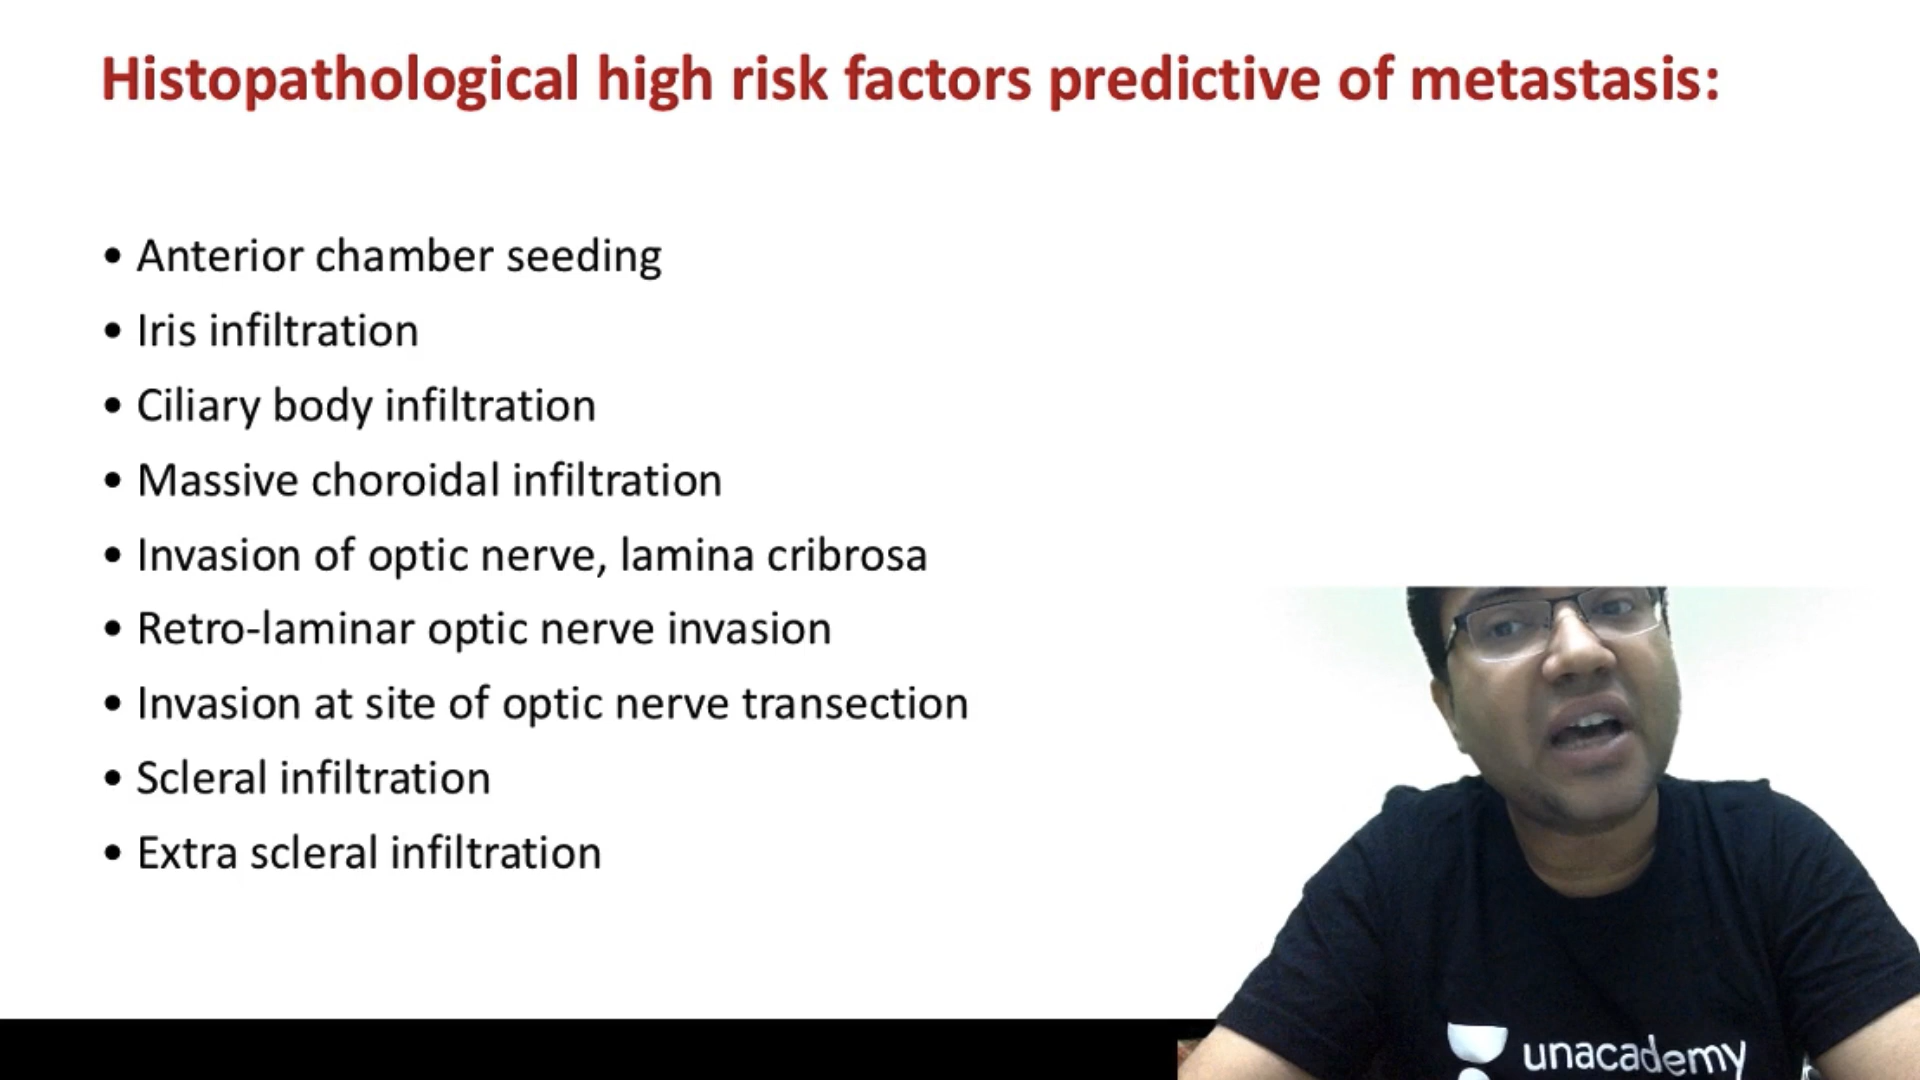 Histopathological high risk factors predictive of metastasis:
• Anterior chamber seeding
• Iris infiltration
• Ciliary body infiltration
• Massive choroidal infiltration
• Invasion of optic nerve, lamina cribrosa
• Retro-laminar optic nerve invasion
• Invasion at site of optic nerve transection
• Scleral infiltration
• Extra scleral infiltration
unacademy